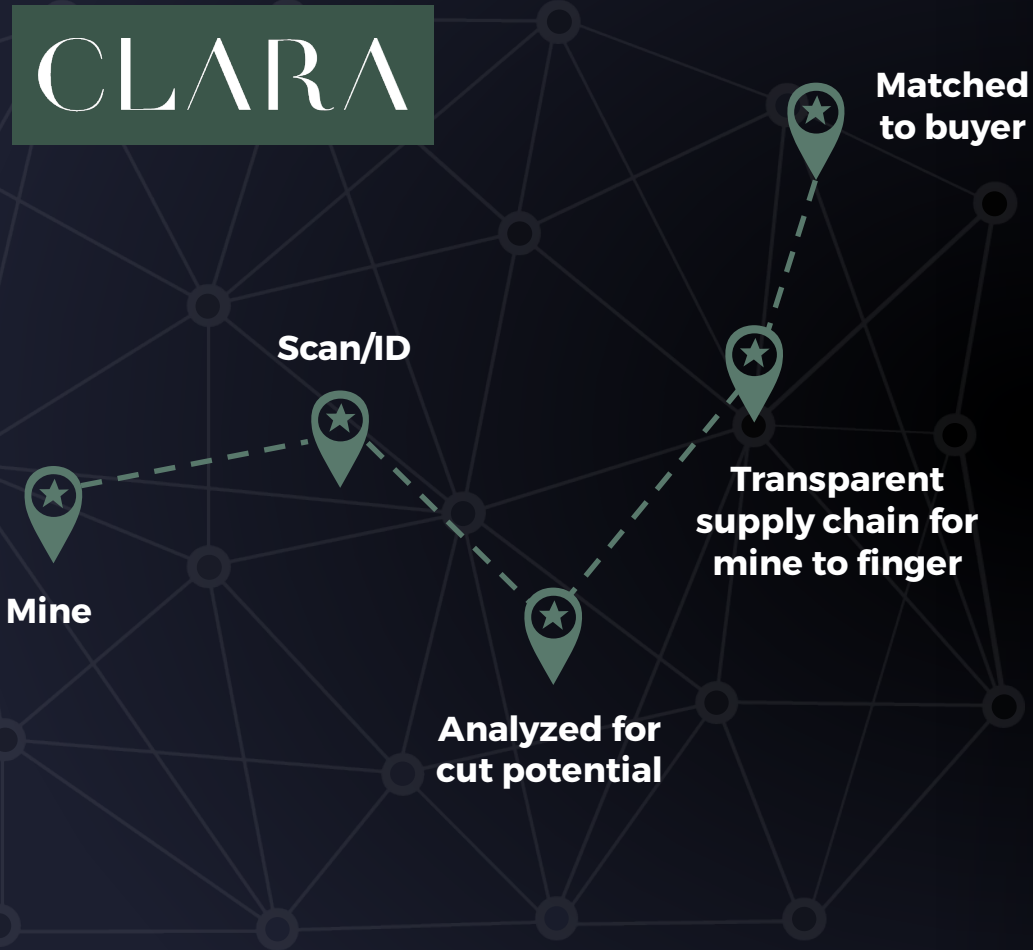 CLARA
Matched
to buyer
Scan/ID
Transparent
supply chain for
mine to finger
Mine
Analyzed for
cut potential